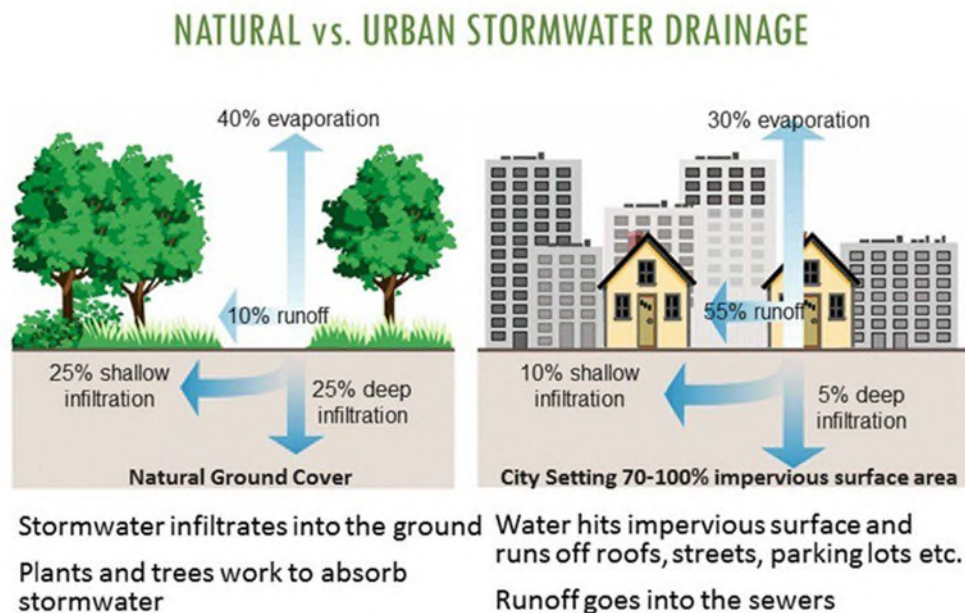 NATURAL vs. URBAN STORMWATER DRAINAGE
40% evaporation
10% runoff
25% shallow
infiltration
25% deep
infiltration
Natural Ground Cover
Stormwater infiltrates into the ground
Plants and trees work to absorb
stormwater
30% evaporation
55% runoff
10% shallow
infiltration
5% deep
infiltration
City Setting 70-100% impervious surface area
Water hits impervious surface and
runs off roofs, streets, parking lots etc.
Runoff goes into the sewers